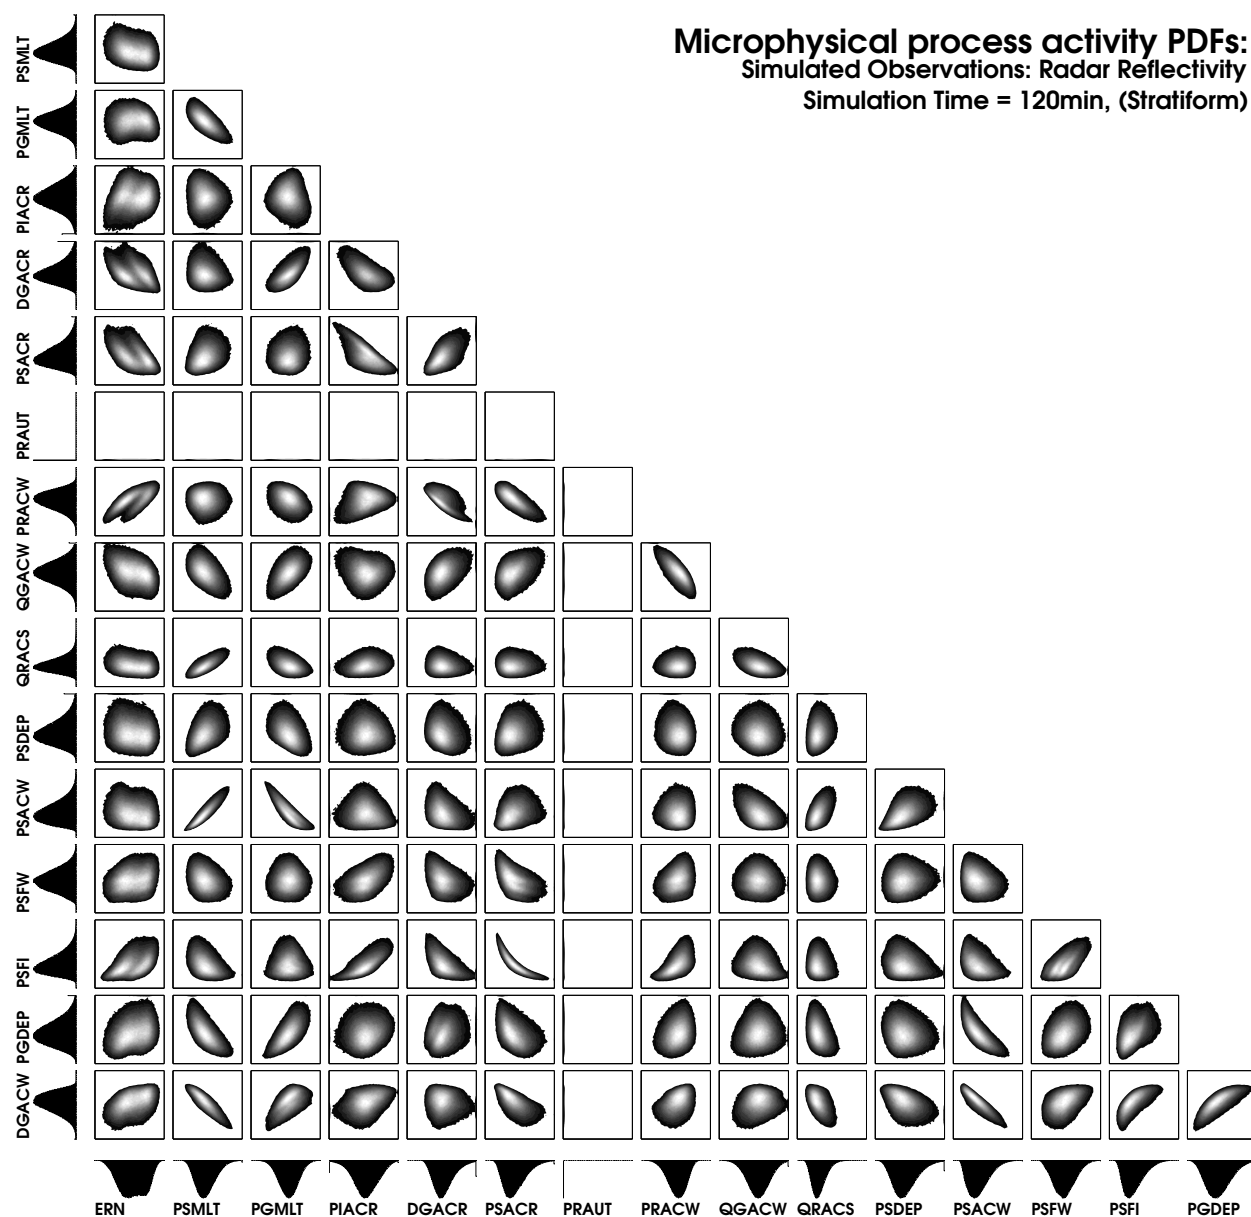 Microphysical process activity PDFs:
Simulated Observations: Radar Reflectivity
Simulation Time = 120min, (Stratiform)
PSMLT
PGMLT
PIACR
DGACR
PSACR
PRAUT
PRACW
QGACW
QRACS
PSDEP
PSACW
PSFW
PSFI
PGDEP
DGACW
ERN PSMLT PGMLT PIACR DGACR PSACR PRAUT PRACW QGACW QRACS PSDEP PSACW PSFW PSFI PGDEP